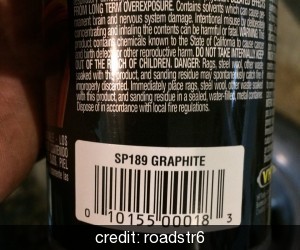 FROM LONG TERM OVEREXPOSURE. Contains solvents which can cause per-
manent brain and nervous system damage. Intentional misuse by deliberately
concentrating and inhaling the contents can be harmful or fatal. WARNING: This
product contains chemicals known to the State of California to cause cancer,
birth defects or other reproductive harm. DO NOT TAKE INTERNALLY. KEEP
OUT OF THE REACH OF CHILDREN. DANGER: Rags, steel wool, other waste
soaked with this product, and sanding residue may spontaneously catch fire if
improperly discarded. Immediately place rags, steel wool, other waste soaked
with this product, and sanding residue in a sealed, water-filled, metal container.
Dispose of in accordance with local fire regulations.
LOS
PIEL
SP189 GRAPHITE
0 10155 00018 3
credit: roadstr6